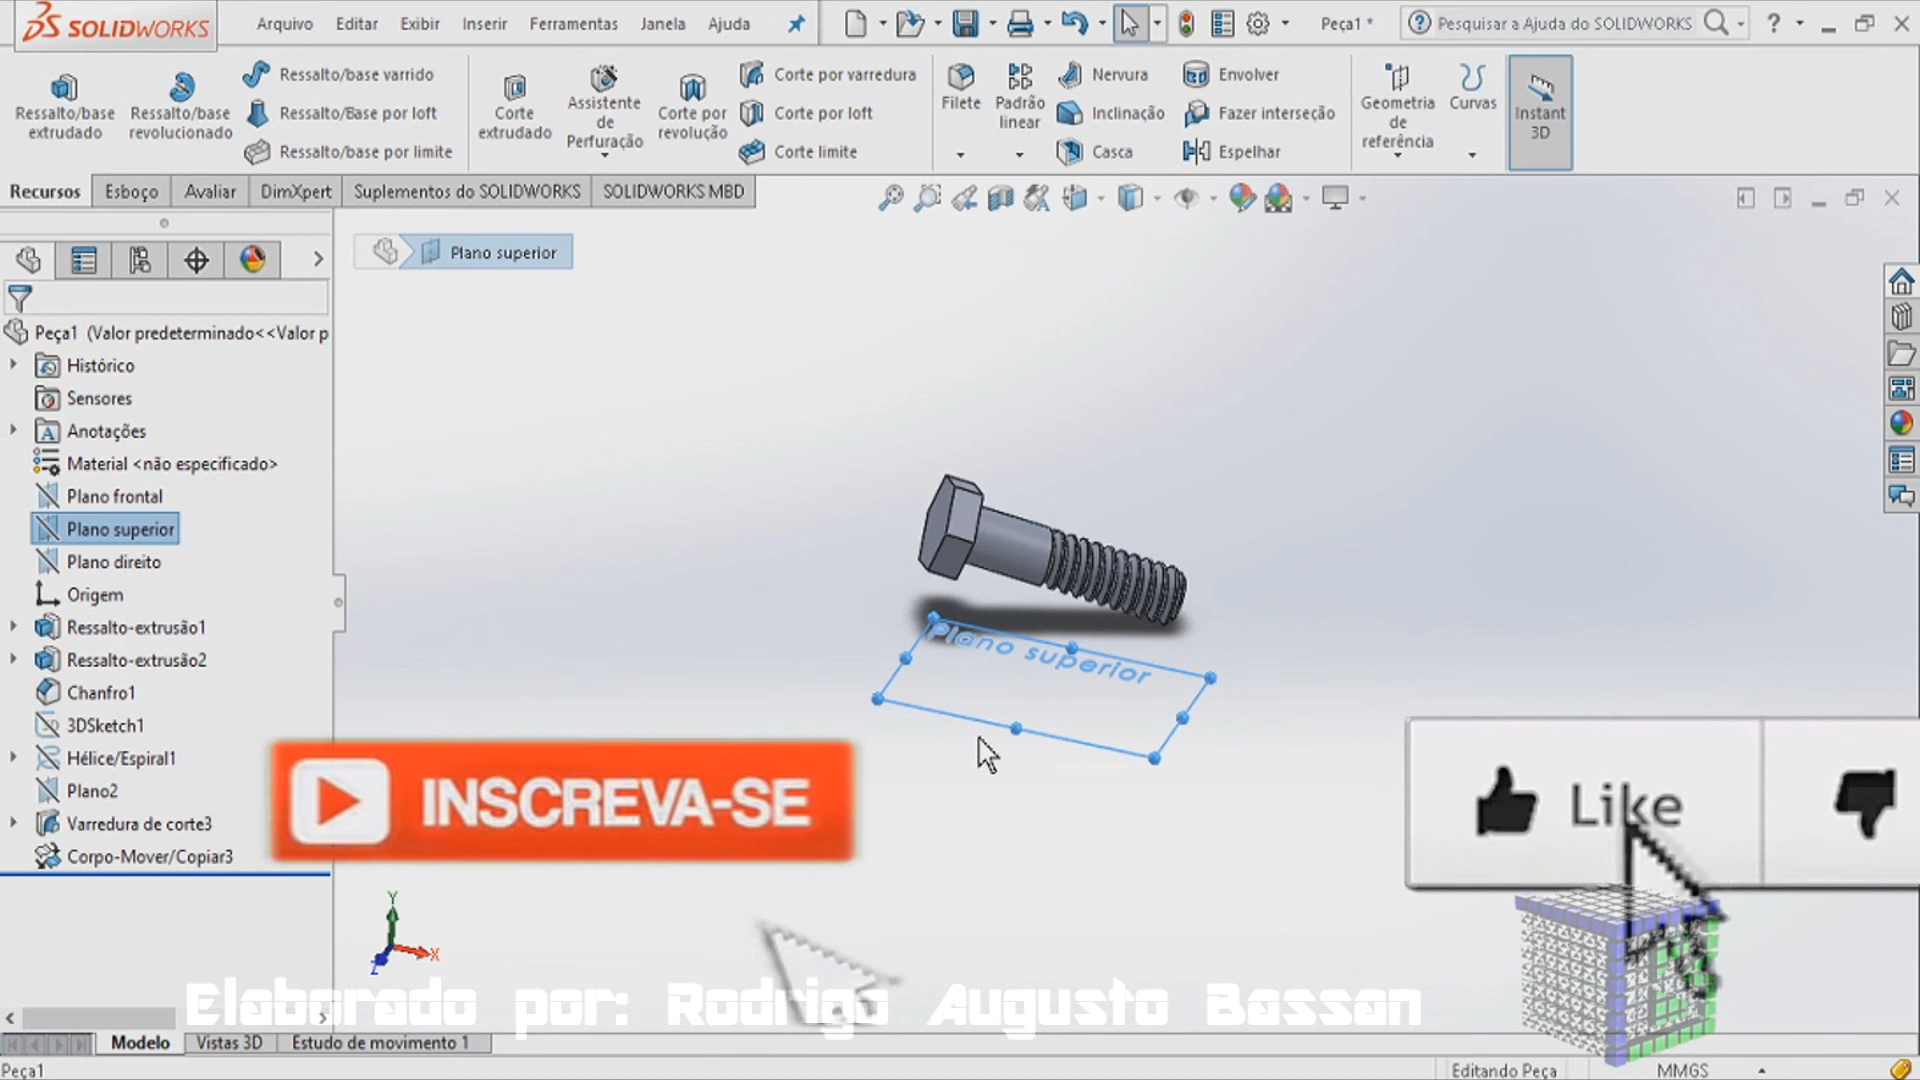 SOLIDWORKS
Arquivo Editar Exibir Inserir Ferramentas Janela Ajuda
Peça1 *
Pesquisar a Ajuda do SOLIDWORKS
?
Ressalto/base extrudado
Ressalto/base revolucionado
Ressalto/base varrido
Ressalto/Base por loft
Ressalto/base por limite
Corte extrudado
Assistente de Perfuração
Corte por revolução
Corte por varredura
Corte por loft
Corte limite
Filete
Padrão linear
Nervura
Inclinação
Casca
Envolver
Fazer interseção
Espelhar
Geometria de referência
Curvas
Instant 3D
Recursos Esboço Avaliar DimXpert Suplementos do SOLIDWORKS SOLIDWORKS MBD
Plano superior
Peça1 (Valor predeterminado<<Valor p
Histórico
Sensores
Anotações
Material <não especificado>
Plano frontal
Plano superior
Plano direito
Origem
Ressalto-extrusão1
Ressalto-extrusão2
Chanfro1
3DSketch1
Hélice/Espiral1
Plano2
Varredura de corte3
Corpo-Mover/Copiar3
Plano superior
INSCREVA-SE
Like
Y
X
Z
Elaborado por: Rodrigo Augusto Bassan
Modelo Vistas 3D Estudo de movimento 1
Peça1
Editando Peça
MMGS